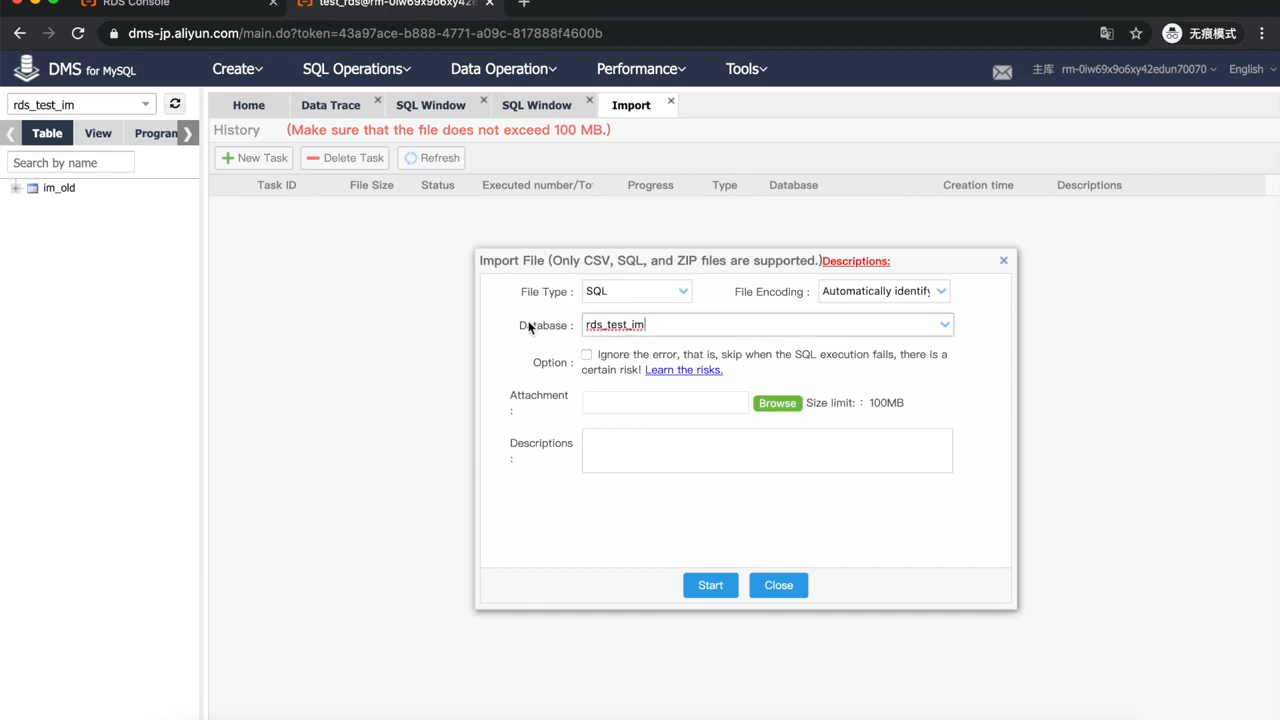 RDS Console
test_rds@rm-0iw69x9o6xy42e
dms-jp.aliyun.com/main.do?token=43a97ace-b888-4771-a09c-817888f4600b
无痕模式
DMS for MySQL
Create
SQL Operations
Data Operation
Performance
Tools
主库 rm-0iw69x9o6xy42edun70070
English
rds_test_im
Home
Data Trace
SQL Window
SQL Window
Import
Table
View
Program
History
(Make sure that the file does not exceed 100 MB.)
Search by name
New Task
Delete Task
Refresh
im_old
Task ID
File Size
Status
Executed number/To
Progress
Type
Database
Creation time
Descriptions
Import File (Only CSV, SQL, and ZIP files are supported.)Descriptions:
File Type :
SQL
File Encoding :
Automatically identify
Database :
rds_test_im
Option :
Ignore the error, that is, skip when the SQL execution fails, there is a
certain risk! Learn the risks.
Attachment
:
Browse
Size limit: : 100MB
Descriptions
:
Start
Close